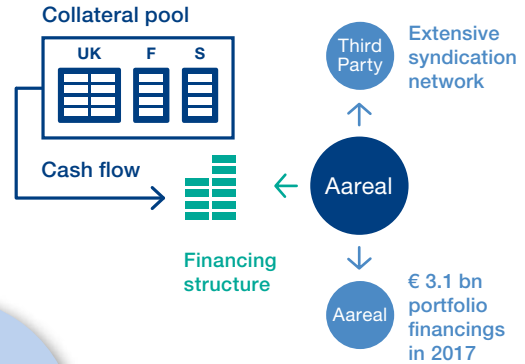 Collateral pool
UK F S
Cash flow
Financing
structure
Third
Party
Extensive
syndication
network
Aareal
Aareal
€ 3.1 bn
portfolio
financings
in 2017